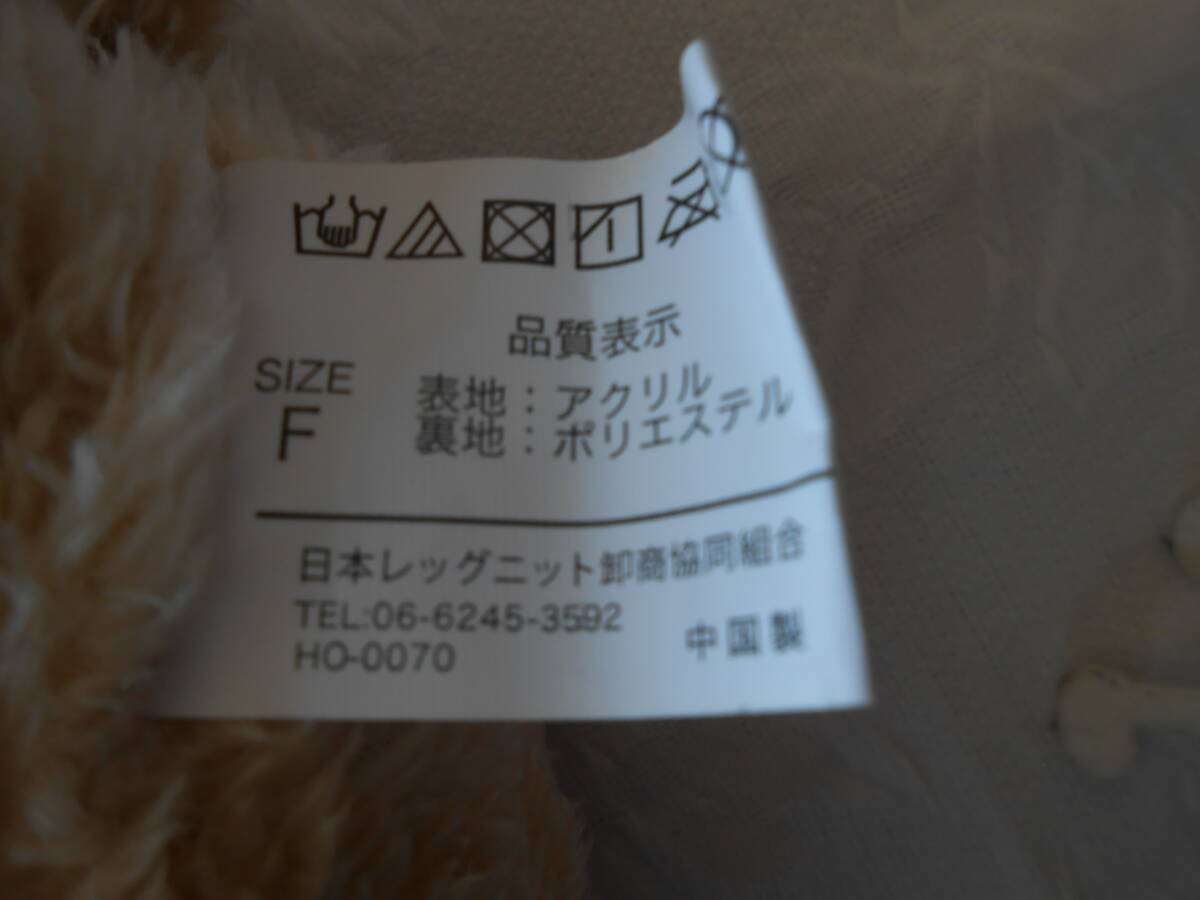 品質表示
SIZE
F
表地：アクリル
裏地：ポリエステル
日本レッグニット卸商協同組合
TEL:06-6245-3592
HO-0070
中国製